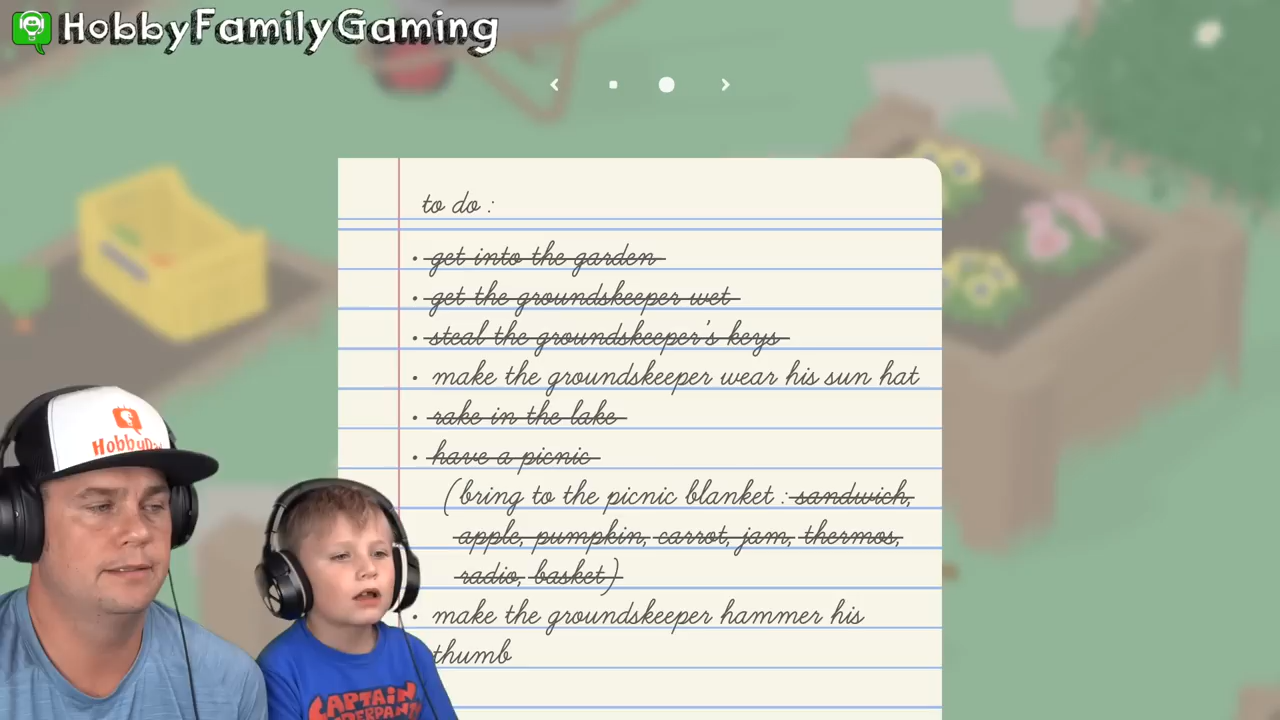 HobbyFamilyGaming
to do :
• get into the garden
• get the groundskeeper wet
• steal the groundskeeper's keys
• make the groundskeeper wear his sun hat
• rake in the lake
• have a picnic
(bring to the picnic blanket : sandwich,
apple, pumpkin, carrot, jam, thermos,
radio, basket)
• make the groundskeeper hammer his
thumb
CAPTAIN